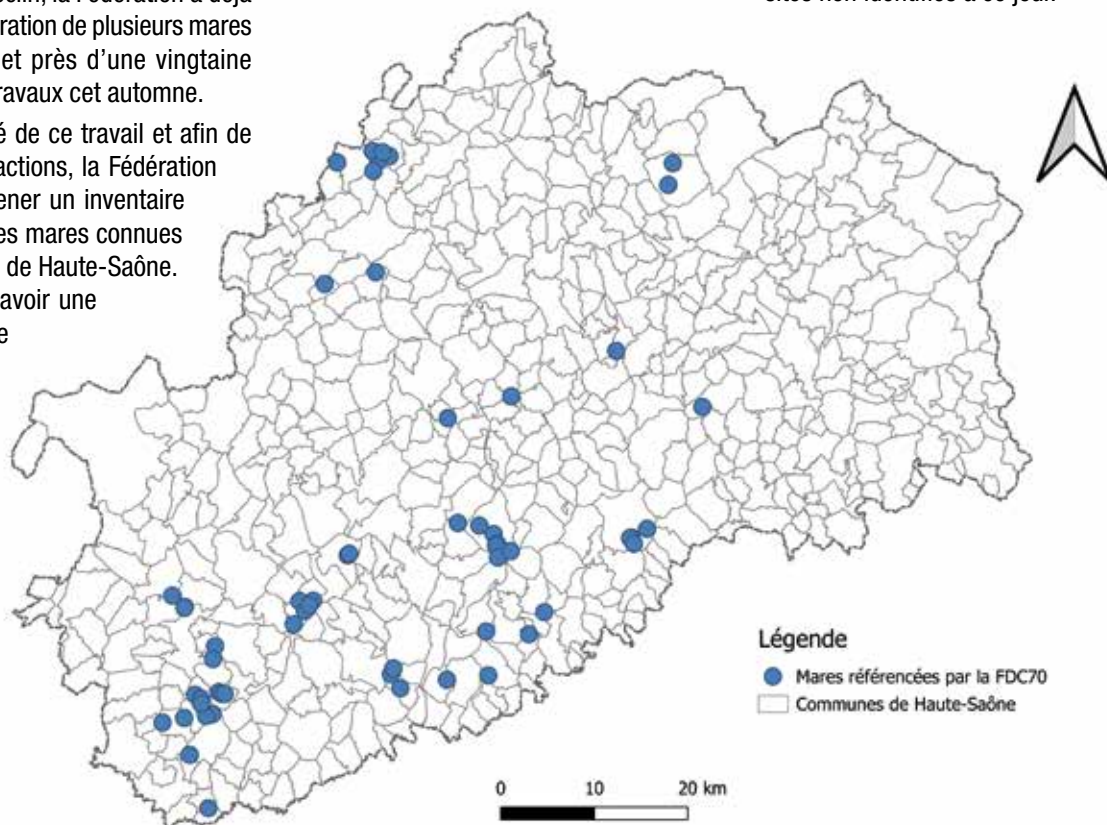 la Fédération a déjà
ration de plusieurs mares
et près d'une vingtaine
ravaux cet automne.
é de ce travail et afin de
actions, la Fédération
ener un inventaire
es mares connues
de Haute-Saône.
avoir une
e
Légende
Mares référencées par la FDC70
Communes de Haute-Saône
0 10 20 km